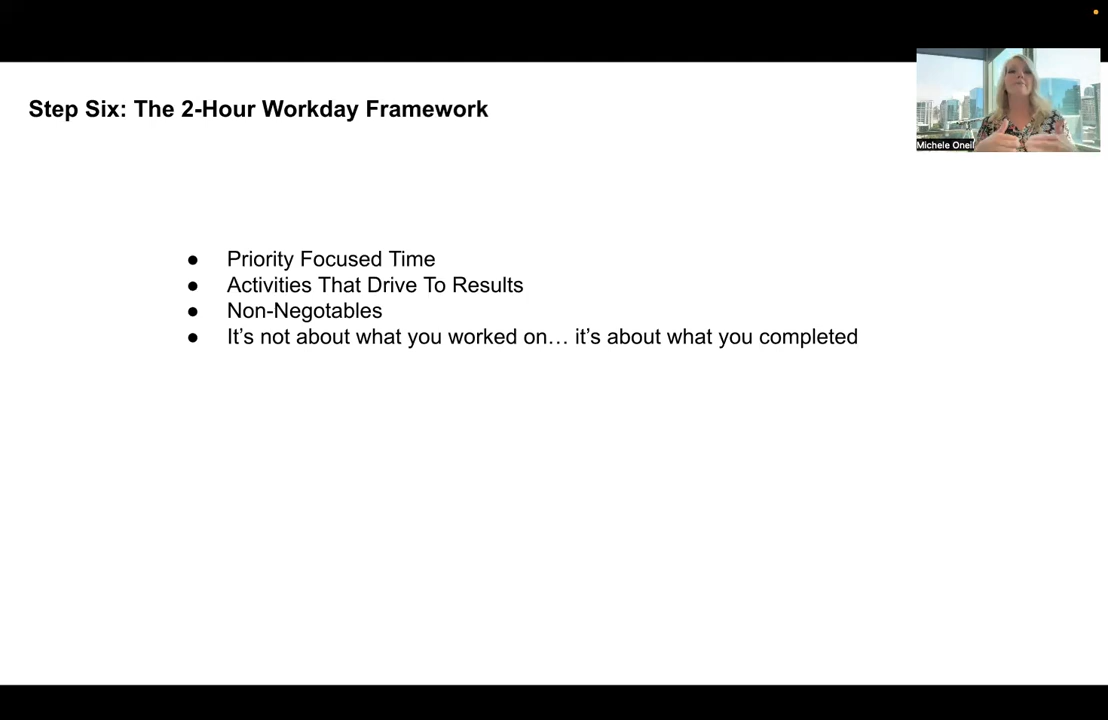 Step Six: The 2-Hour Workday Framework
Michele Oneil
● Priority Focused Time
● Activities That Drive To Results
● Non-Negotables
● It’s not about what you worked on… it’s about what you completed